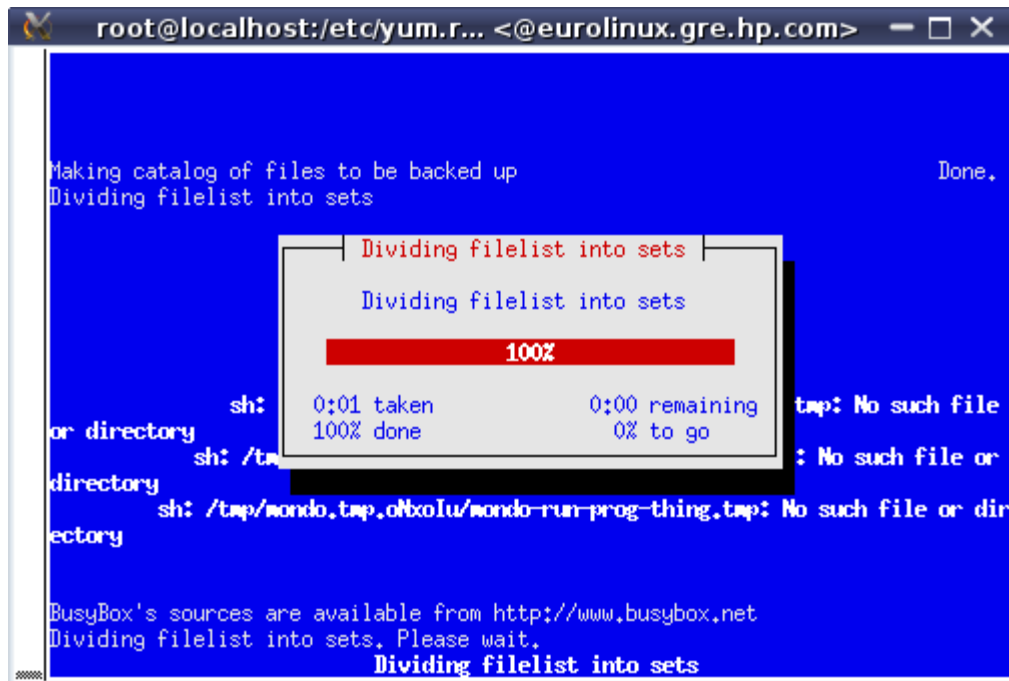 root@localhost:/etc/yum.r... <@eurolinux.gre.hp.com>
Making catalog of files to be backed up Done.
Dividing filelist into sets
Dividing filelist into sets
Dividing filelist into sets
100%
0:01 taken 0:00 remaining
100% done 0% to go
sh: tmp: No such file
or directory
sh: /tm : No such file or
directory
sh: /tmp/mondo.tmp.oNxoIu/mondo-run-prog-thing.tmp: No such file or dir
ectory
BusyBox's sources are available from http://www.busybox.net
Dividing filelist into sets. Please wait.
Dividing filelist into sets